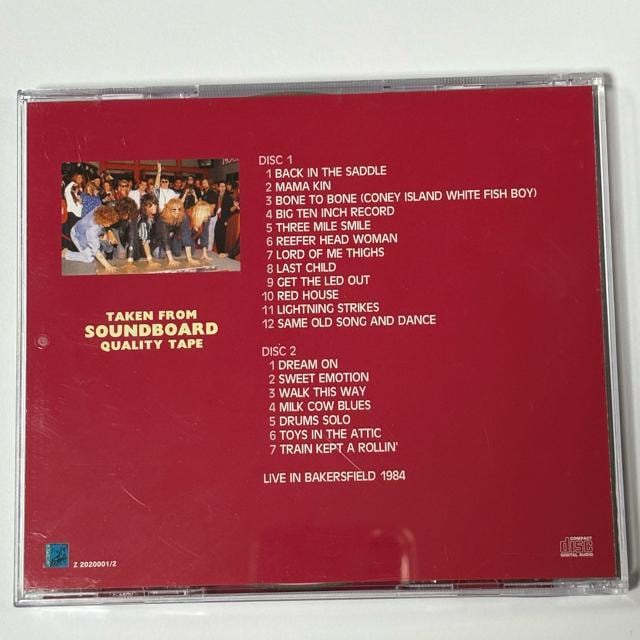 DISC 1
1 BACK IN THE SADDLE
2 MAMA KIN
3 BONE TO BONE (CONEY ISLAND WHITE FISH BOY)
4 BIG TEN INCH RECORD
5 THREE MILE SMILE
6 REEFER HEAD WOMAN
7 LORD OF ME THIGHS
8 LAST CHILD
9 GET THE LED OUT
10 RED HOUSE
11 LIGHTNING STRIKES
12 SAME OLD SONG AND DANCE
TAKEN FROM
SOUNDBOARD
QUALITY TAPE
DISC 2
1 DREAM ON
2 SWEET EMOTION
3 WALK THIS WAY
4 MILK COW BLUES
5 DRUMS SOLO
6 TOYS IN THE ATTIC
7 TRAIN KEPT A ROLLIN'
LIVE IN BAKERSFIELD 1984
Z 2020001/2
COMPACT
disc
DIGITAL AUDIO